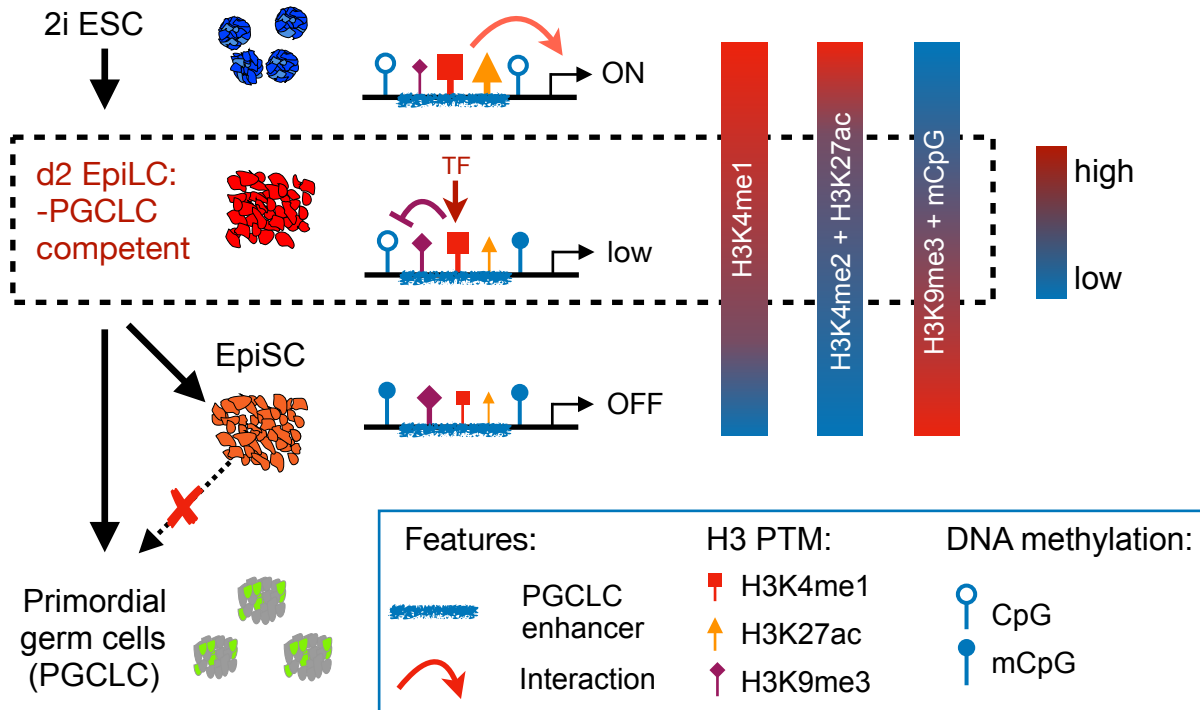 2i ESC
ON
d2 EpiLC:
-PGCLC
competent
TF
low
EpiSC
OFF
Primordial
germ cells
(PGCLC)
H3K4me1
H3K4me2 + H3K27ac
H3K9me3 + mCpG
high
low
Features:
PGCLC
enhancer
Interaction
H3 PTM:
H3K4me1
H3K27ac
H3K9me3
DNA methylation:
CpG
mCpG